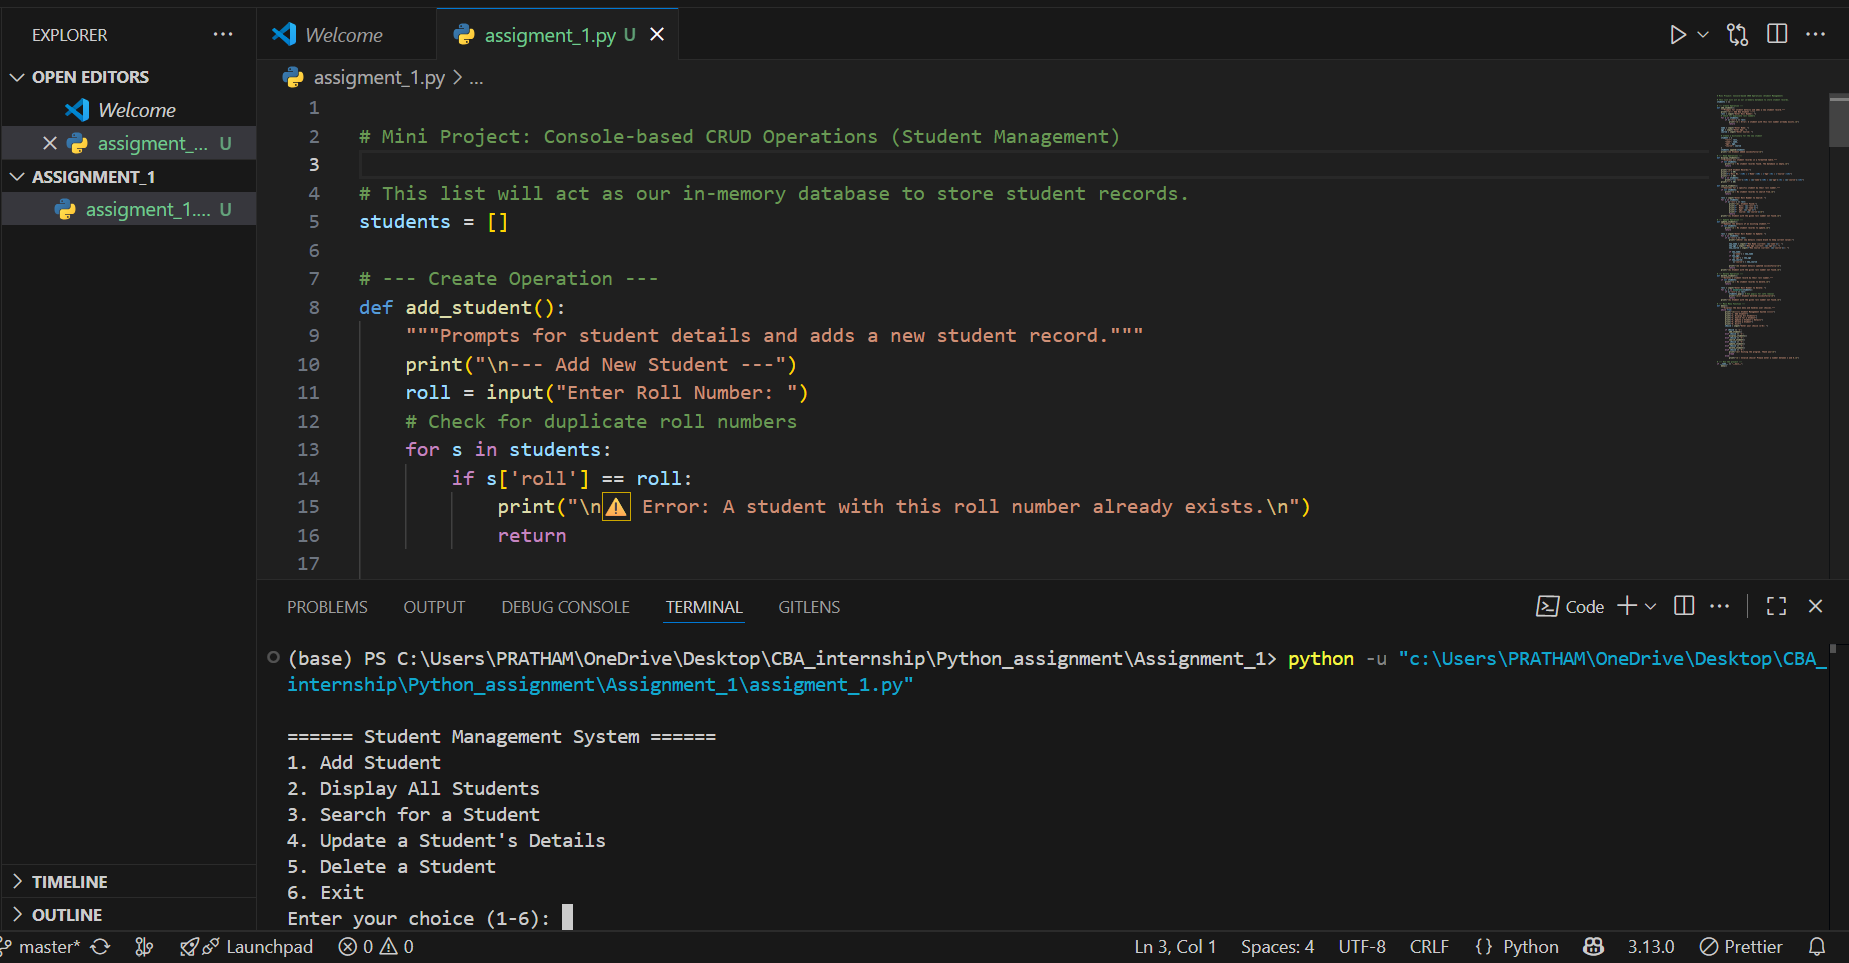 EXPLORER
OPEN EDITORS
Welcome
assigment_... U
ASSIGNMENT_1
assigment_1.... U
TIMELINE
OUTLINE
Welcome
assigment_1.py U
assigment_1.py > ...
1
2 # Mini Project: Console-based CRUD Operations (Student Management)
3
4 # This list will act as our in-memory database to store student records.
5 students = []
6
7 # --- Create Operation ---
8 def add_student():
9 """Prompts for student details and adds a new student record."""
10 print("\n--- Add New Student ---")
11 roll = input("Enter Roll Number: ")
12 # Check for duplicate roll numbers
13 for s in students:
14 if s['roll'] == roll:
15 print("\n⚠ Error: A student with this roll number already exists.\n")
16 return
17
PROBLEMS OUTPUT DEBUG CONSOLE TERMINAL GITLENS
Code
(base) PS C:\Users\PRATHAM\OneDrive\Desktop\CBA_internship\Python_assignment\Assignment_1> python -u "c:\Users\PRATHAM\OneDrive\Desktop\CBA_
internship\Python_assignment\Assignment_1\assigment_1.py"
====== Student Management System ======
1. Add Student
2. Display All Students
3. Search for a Student
4. Update a Student's Details
5. Delete a Student
6. Exit
Enter your choice (1-6):
master* Launchpad 0 0 Ln 3, Col 1 Spaces: 4 UTF-8 CRLF {} Python 3.13.0 Prettier